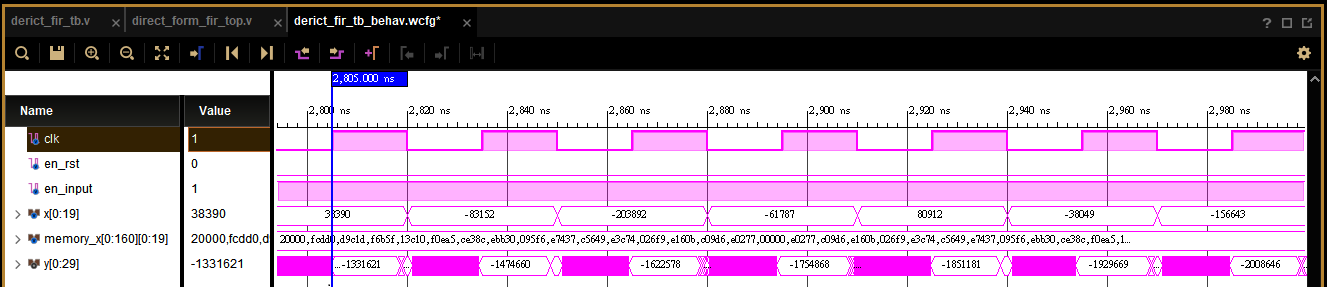 derict_fir_tb.v × direct_form_fir_top.v × derict_fir_tb_behav.wcfg* ×
? 
2,805.000 ns
2,800 ns 2,820 ns 2,840 ns 2,860 ns 2,880 ns 2,900 ns 2,920 ns 2,940 ns 2,960 ns 2,980 ns
Name Value
clk 1
en_rst 0
en_input 1
x[0:19] 38390 38390 -83152 -203892 -61787 80912 -38049 -156643
memory_x[0:160][0:19] 20000,fcdd0,d 20000,fcdd0,d9c1d,f6b5f,13c10,f0ea5,ce38c,ebb30,095f6,e7437,c5649,e3c74,026f9,e160b,c09d6,e0277,00000,e0277,c09d6,e160b,026f9,e3c74,c5649,e7437,095f6,ebb30,ce38c,f0ea5,1...
y[0:29] -1331621 ...-1331621 -1474660 -1622578 -1754868 -1851181 -1929669 -2008646